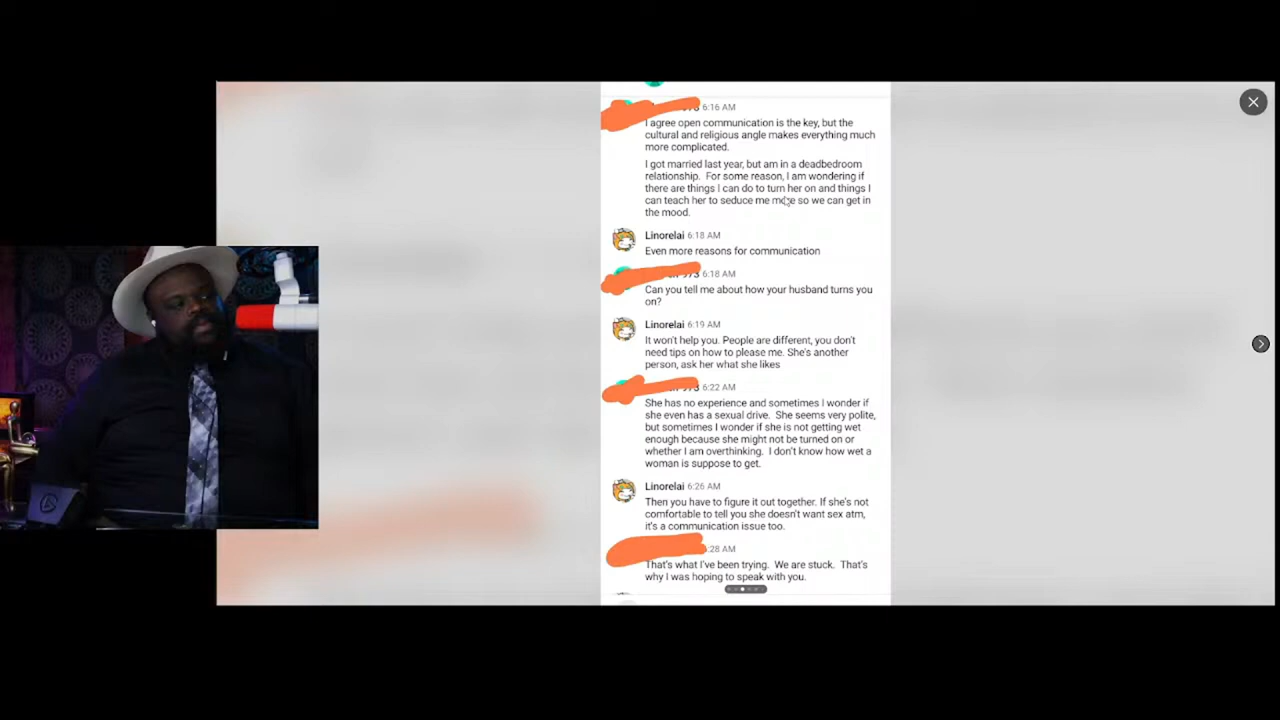 6:16 AM
I agree open communication is the key, but the
cultural and religious angle makes everything much
more complicated.
I got married last year, but am in a deadbedroom
relationship. For some reason, I am wondering if
there are things I can do to turn her on and things I
can teach her to seduce me more so we can get in
the mood.
Linorelai 6:18 AM
Even more reasons for communication
6:18 AM
Can you tell me about how your husband turns you
on?
Linorelai 6:19 AM
It won't help you. People are different, you don't
need tips on how to please me. She's another
person, ask her what she likes
6:22 AM
She has no experience and sometimes I wonder if
she even has a sexual drive. She seems very polite,
but sometimes I wonder if she is not getting wet
enough because she might not be turned on or
whether I am overthinking. I don't know how wet a
woman is suppose to get.
Linorelai 6:26 AM
Then you have to figure it out together. If she's not
comfortable to tell you she doesn't want sex atm,
it's a communication issue too.
:28 AM
That's what I've been trying. We are stuck. That's
why I was hoping to speak with you.